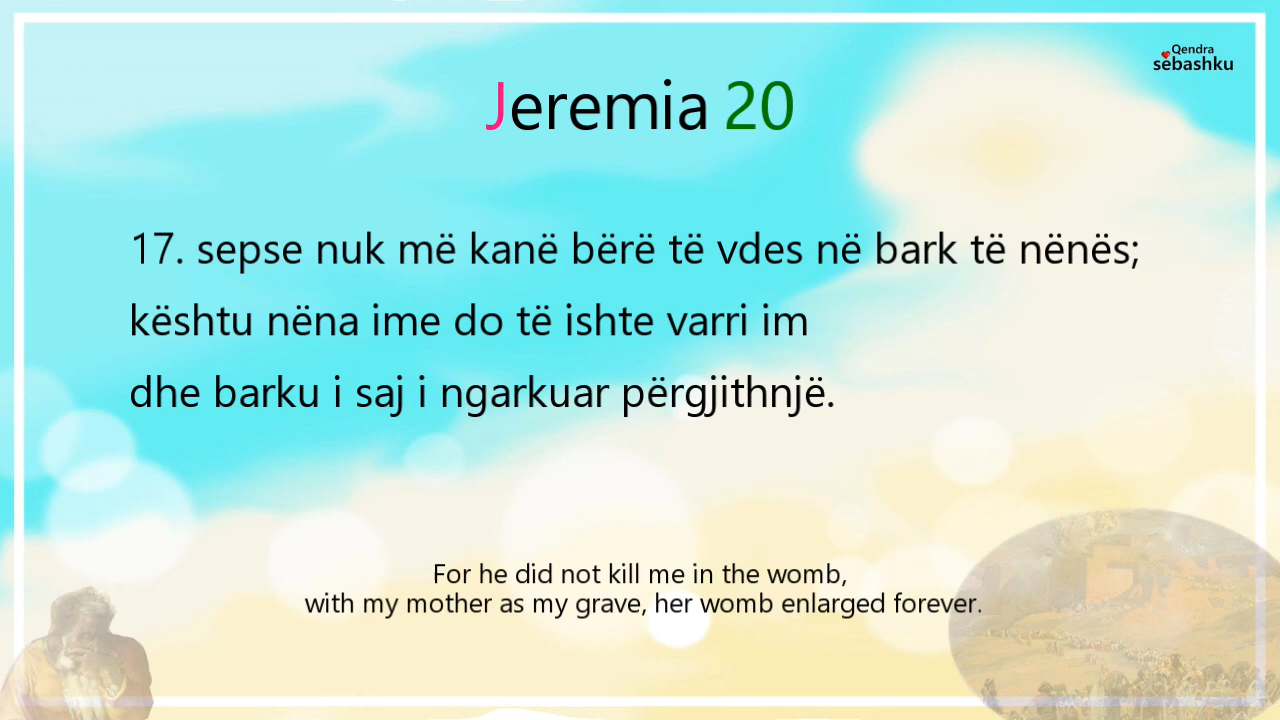 Qendra
sëbashku
Jeremia 20
17. sepse nuk më kanë bërë të vdes në bark të nënës;
kështu nëna ime do të ishte varri im
dhe barku i saj i ngarkuar përgjithnjë.
For he did not kill me in the womb,
with my mother as my grave, her womb enlarged forever.